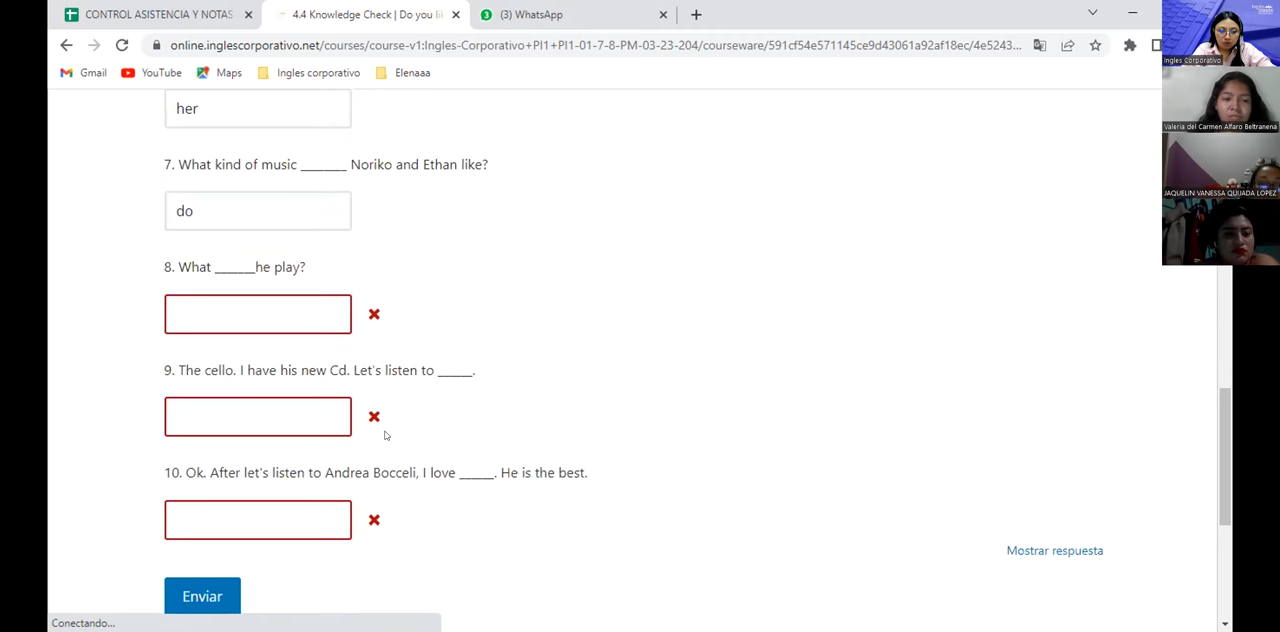 CONTROL ASISTENCIA Y NOTAS
4.4 Knowledge Check | Do you li
(3) WhatsApp
online.inglescorporativo.net/courses/course-v1:Ingles-Corporativo+PI1+PI1-01-7-8-PM-03-23-204/courseware/591cf54e571145ce9d43061a92af18ec/4e5243...
Gmail
YouTube
Maps
Ingles corporativo
Elenaaa
Ingles Corporativo
Valeria del Carmen Alfaro Beltranena
JAQUELIN VANESSA QUIJADA LOPEZ
her
7. What kind of music _______ Noriko and Ethan like?
do
8. What ______he play?
9. The cello. I have his new Cd. Let's listen to _____.
10. Ok. After let's listen to Andrea Bocceli, I love _____. He is the best.
Mostrar respuesta
Enviar
Conectando...